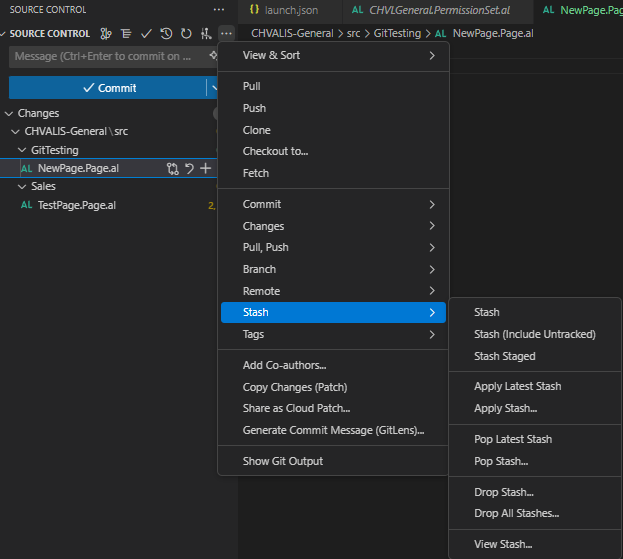 SOURCE CONTROL
SOURCE CONTROL
Message (Ctrl+Enter to commit on ...
Commit
Changes
CHVALIS-General\src
GitTesting
AL NewPage.Page.al
Sales
AL TestPage.Page.al 2,
{} launch.json
AL CHVLGeneral.PermissionSet.al
AL NewPage.Pag
CHVALIS-General > src > GitTesting > AL NewPage.Page.al
View & Sort
Pull
Push
Clone
Checkout to...
Fetch
Commit
Changes
Pull, Push
Branch
Remote
Stash
Tags
Add Co-authors...
Copy Changes (Patch)
Share as Cloud Patch...
Generate Commit Message (GitLens)...
Show Git Output
Stash
Stash (Include Untracked)
Stash Staged
Apply Latest Stash
Apply Stash...
Pop Latest Stash
Pop Stash...
Drop Stash...
Drop All Stashes...
View Stash...